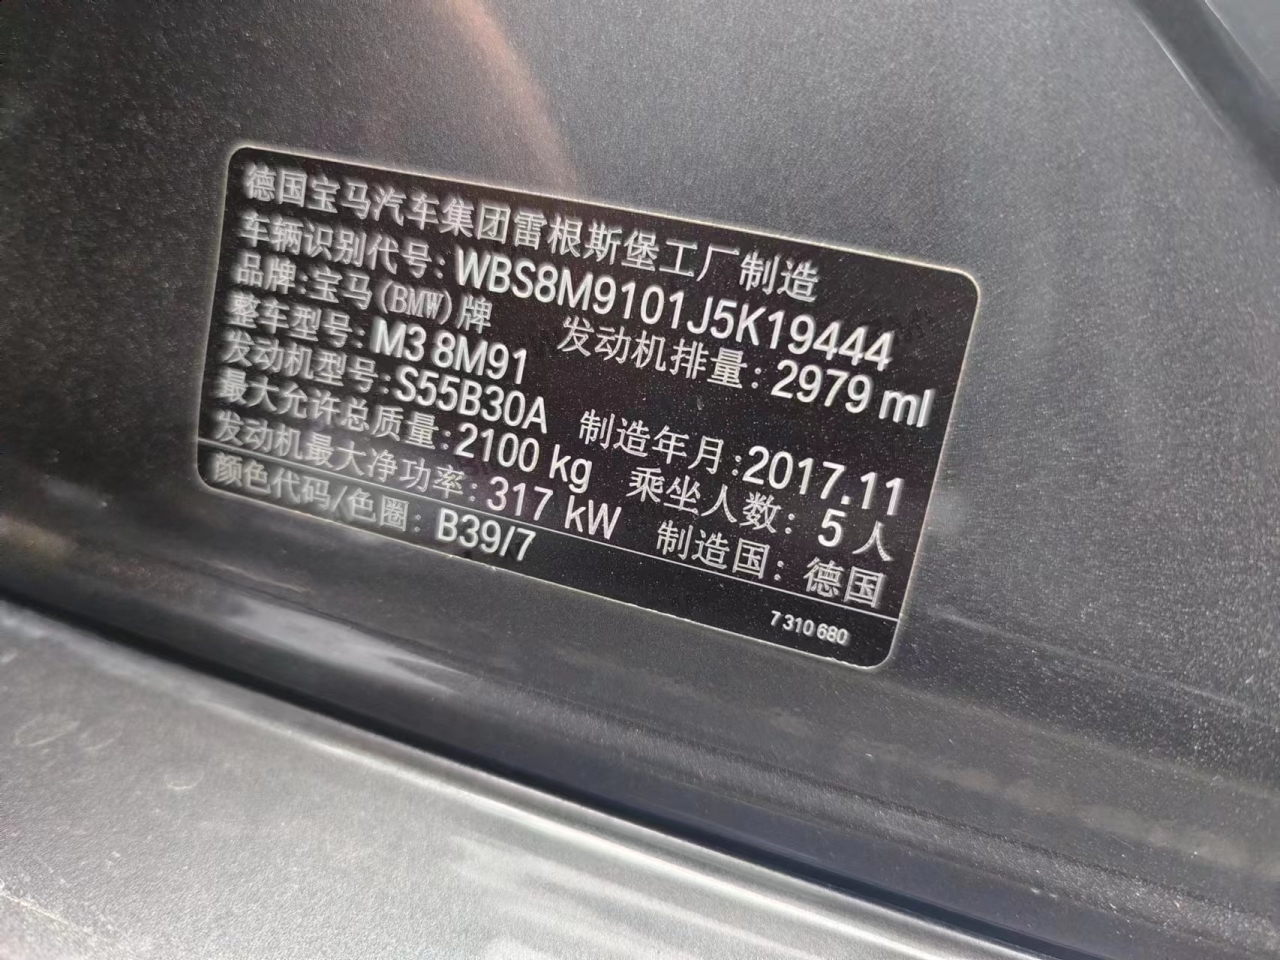 德国宝马汽车集团雷根斯堡工厂制造
车辆识别代号: WBS8M9101J5K19444
品牌:宝马(BMW)牌 发动机排量: 2979 ml
整车型号: M3 8M91
发动机型号:S55B30A 制造年月:2017.11
最大允许总质量:2100 kg 乘坐人数: 5人
发动机最大净功率: 317 kW 制造国: 德国
颜色代码/色圈: B39/7
7 310 680